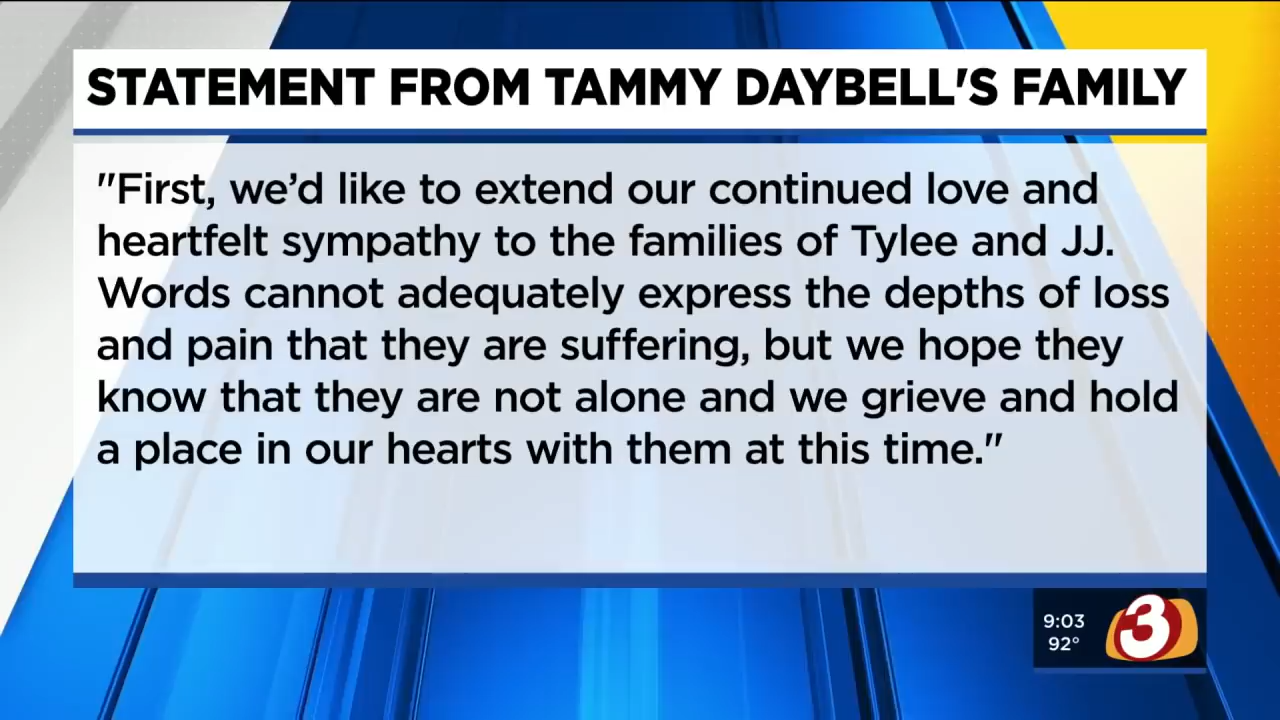 STATEMENT FROM TAMMY DAYBELL'S FAMILY
"First, we’d like to extend our continued love and
heartfelt sympathy to the families of Tylee and JJ.
Words cannot adequately express the depths of loss
and pain that they are suffering, but we hope they
know that they are not alone and we grieve and hold
a place in our hearts with them at this time."
9:03
92°
3